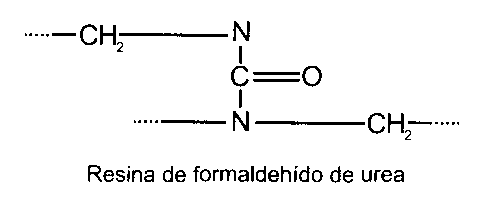 CH₂ N
C O
N CH₂
Resina de formaldehído de urea